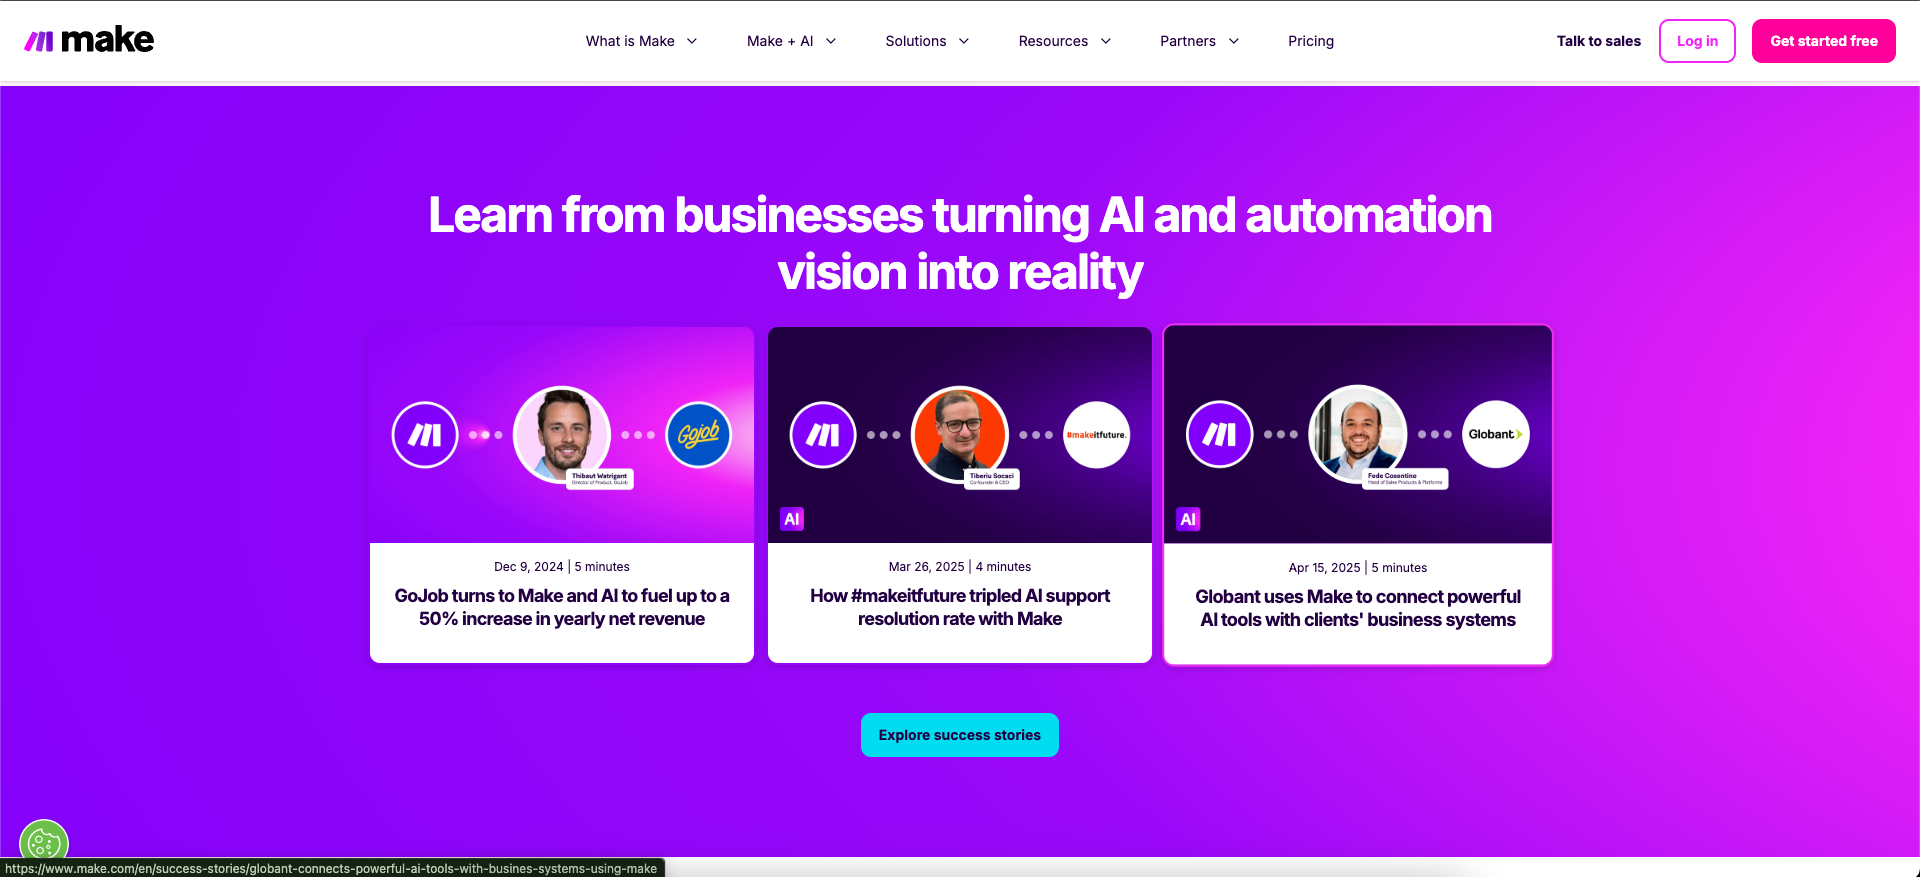 make
What is Make
Make + AI
Solutions
Resources
Partners
Pricing
Talk to sales
Log in
Get started free
Learn from businesses turning AI and automation
vision into reality
Gojob
Thibaut Watrigant
Director of Product, GoJob
Dec 9, 2024 | 5 minutes
GoJob turns to Make and AI to fuel up to a
50% increase in yearly net revenue
#makeitfuture.
Tiberiu Socaci
Co-founder & CEO
AI
Mar 26, 2025 | 4 minutes
How #makeitfuture tripled AI support
resolution rate with Make
Globant
Fede Cosentino
Head of Sales Products & Platforms
AI
Apr 15, 2025 | 5 minutes
Globant uses Make to connect powerful
AI tools with clients' business systems
Explore success stories
https://www.make.com/en/success-stories/globant-connects-powerful-ai-tools-with-busines-systems-using-make